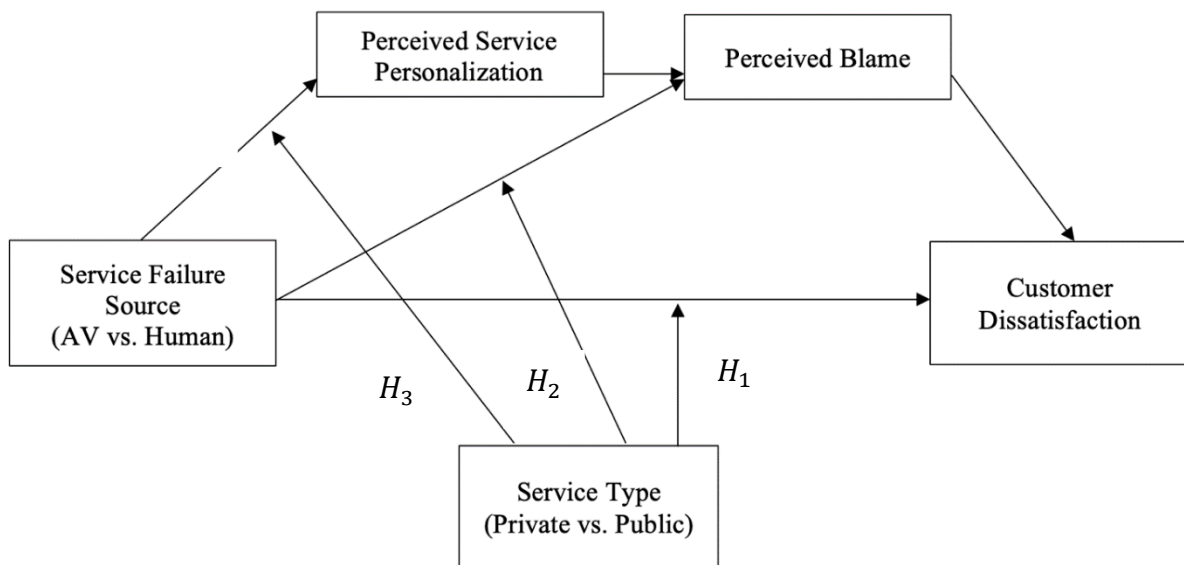 Perceived Service
Personalization
Perceived Blame
Service Failure
Source
(AV vs. Human)
Customer
Dissatisfaction
H₃
H₂
H₁
Service Type
(Private vs. Public)